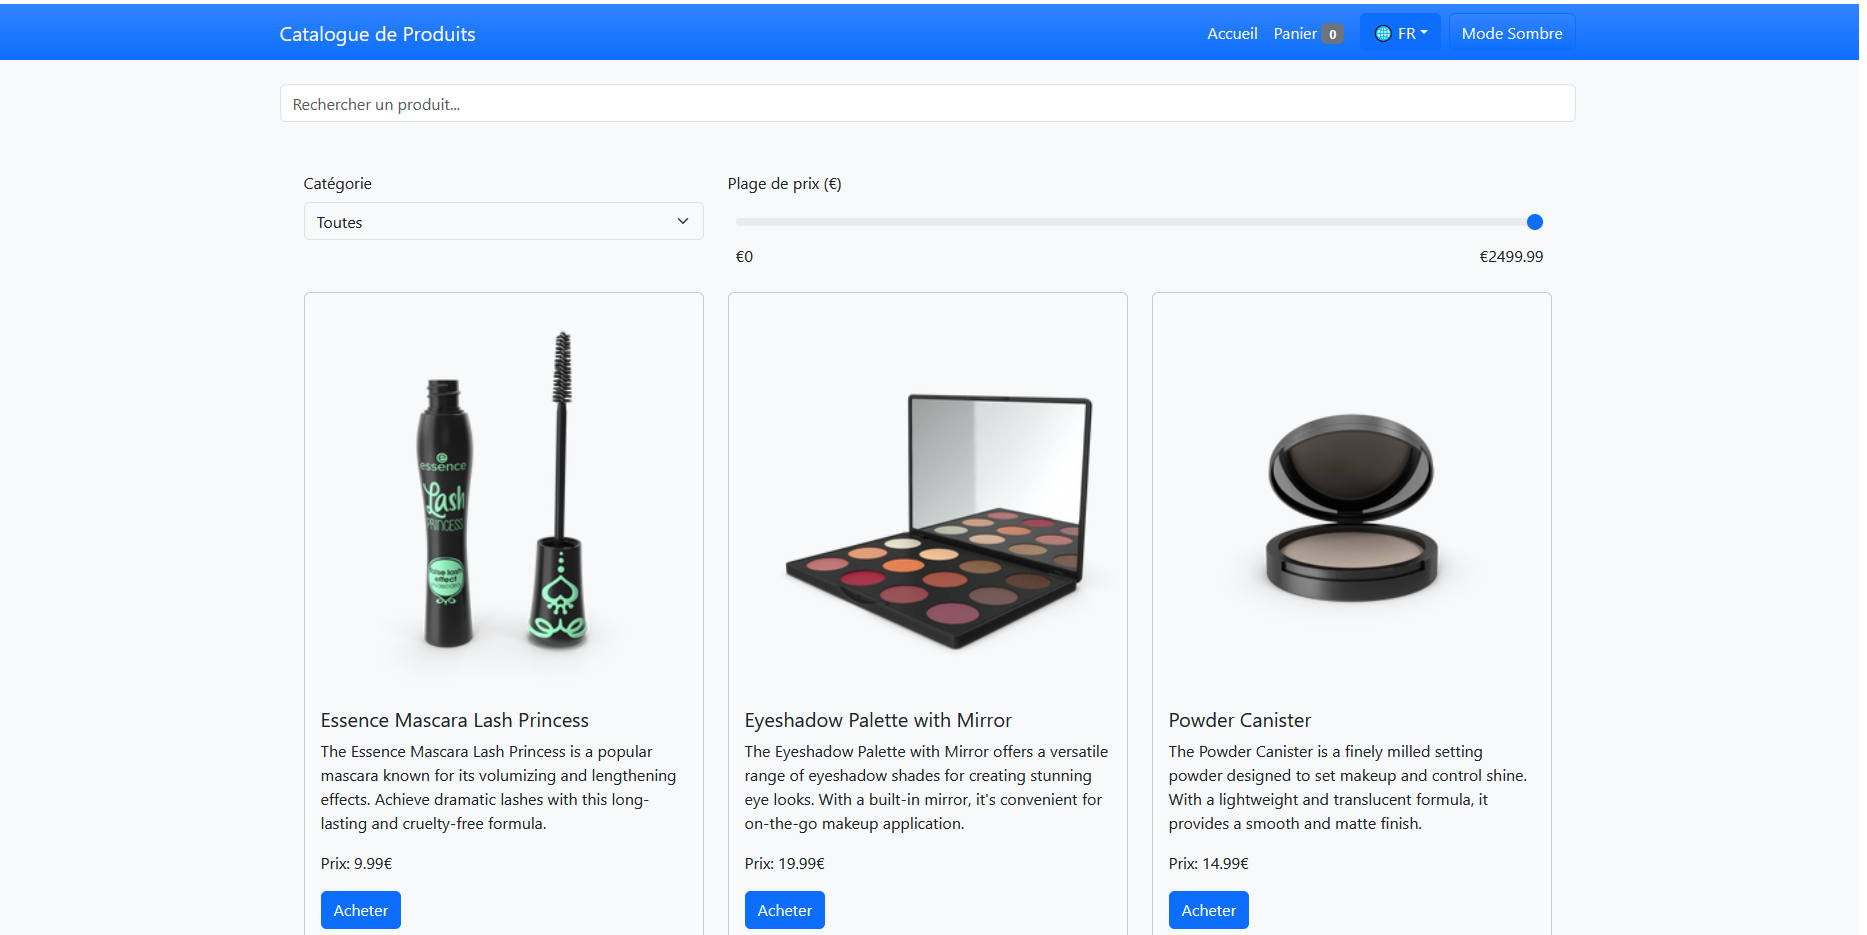 Catalogue de Produits
Accueil Panier 0 FR Mode Sombre
Rechercher un produit...
Catégorie
Toutes
Plage de prix (€)
€0 €2499.99
essence
Lash
PRINCESS
false lash
effect
Essence Mascara Lash Princess
The Essence Mascara Lash Princess is a popular
mascara known for its volumizing and lengthening
effects. Achieve dramatic lashes with this long-
lasting and cruelty-free formula.
Prix: 9.99€
Acheter
Eyeshadow Palette with Mirror
The Eyeshadow Palette with Mirror offers a versatile
range of eyeshadow shades for creating stunning
eye looks. With a built-in mirror, it's convenient for
on-the-go makeup application.
Prix: 19.99€
Acheter
Powder Canister
The Powder Canister is a finely milled setting
powder designed to set makeup and control shine.
With a lightweight and translucent formula, it
provides a smooth and matte finish.
Prix: 14.99€
Acheter